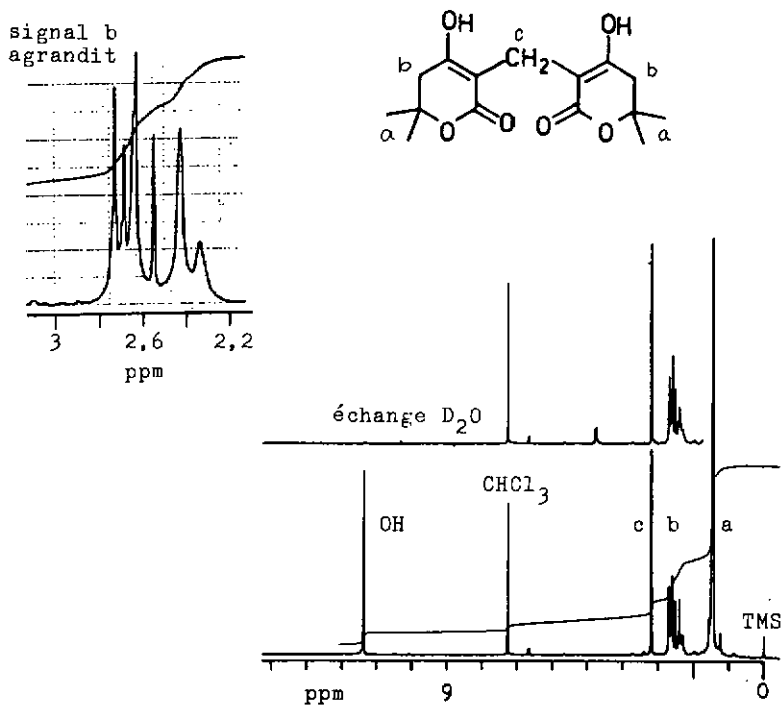 signal b
agrandit
3 2,6 2,2
ppm
OH
c
OH
b
CH₂
b
a
O
O
O
O
a
échange D₂O
CHCl₃
OH
c
b
a
TMS
ppm
9
0